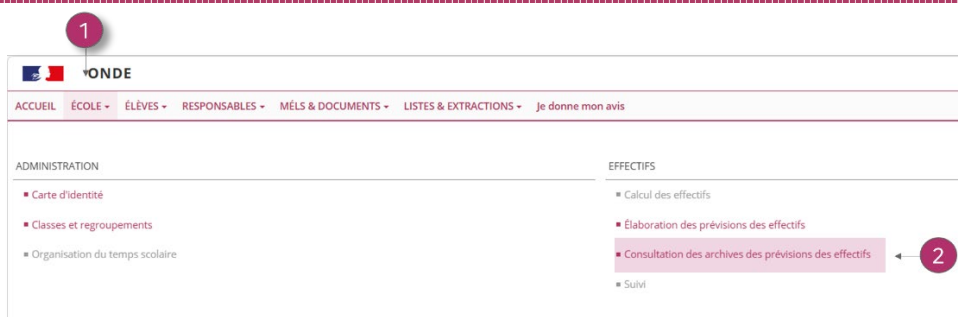 1
ONDE
ACCUEIL ÉCOLE ÉLÈVES RESPONSABLES MÉLS & DOCUMENTS LISTES & EXTRACTIONS Je donne mon avis
ADMINISTRATION
Carte d'identité
Classes et regroupements
Organisation du temps scolaire
EFFECTIFS
Calcul des effectifs
Élaboration des prévisions des effectifs
Consultation des archives des prévisions des effectifs
2
Suivi